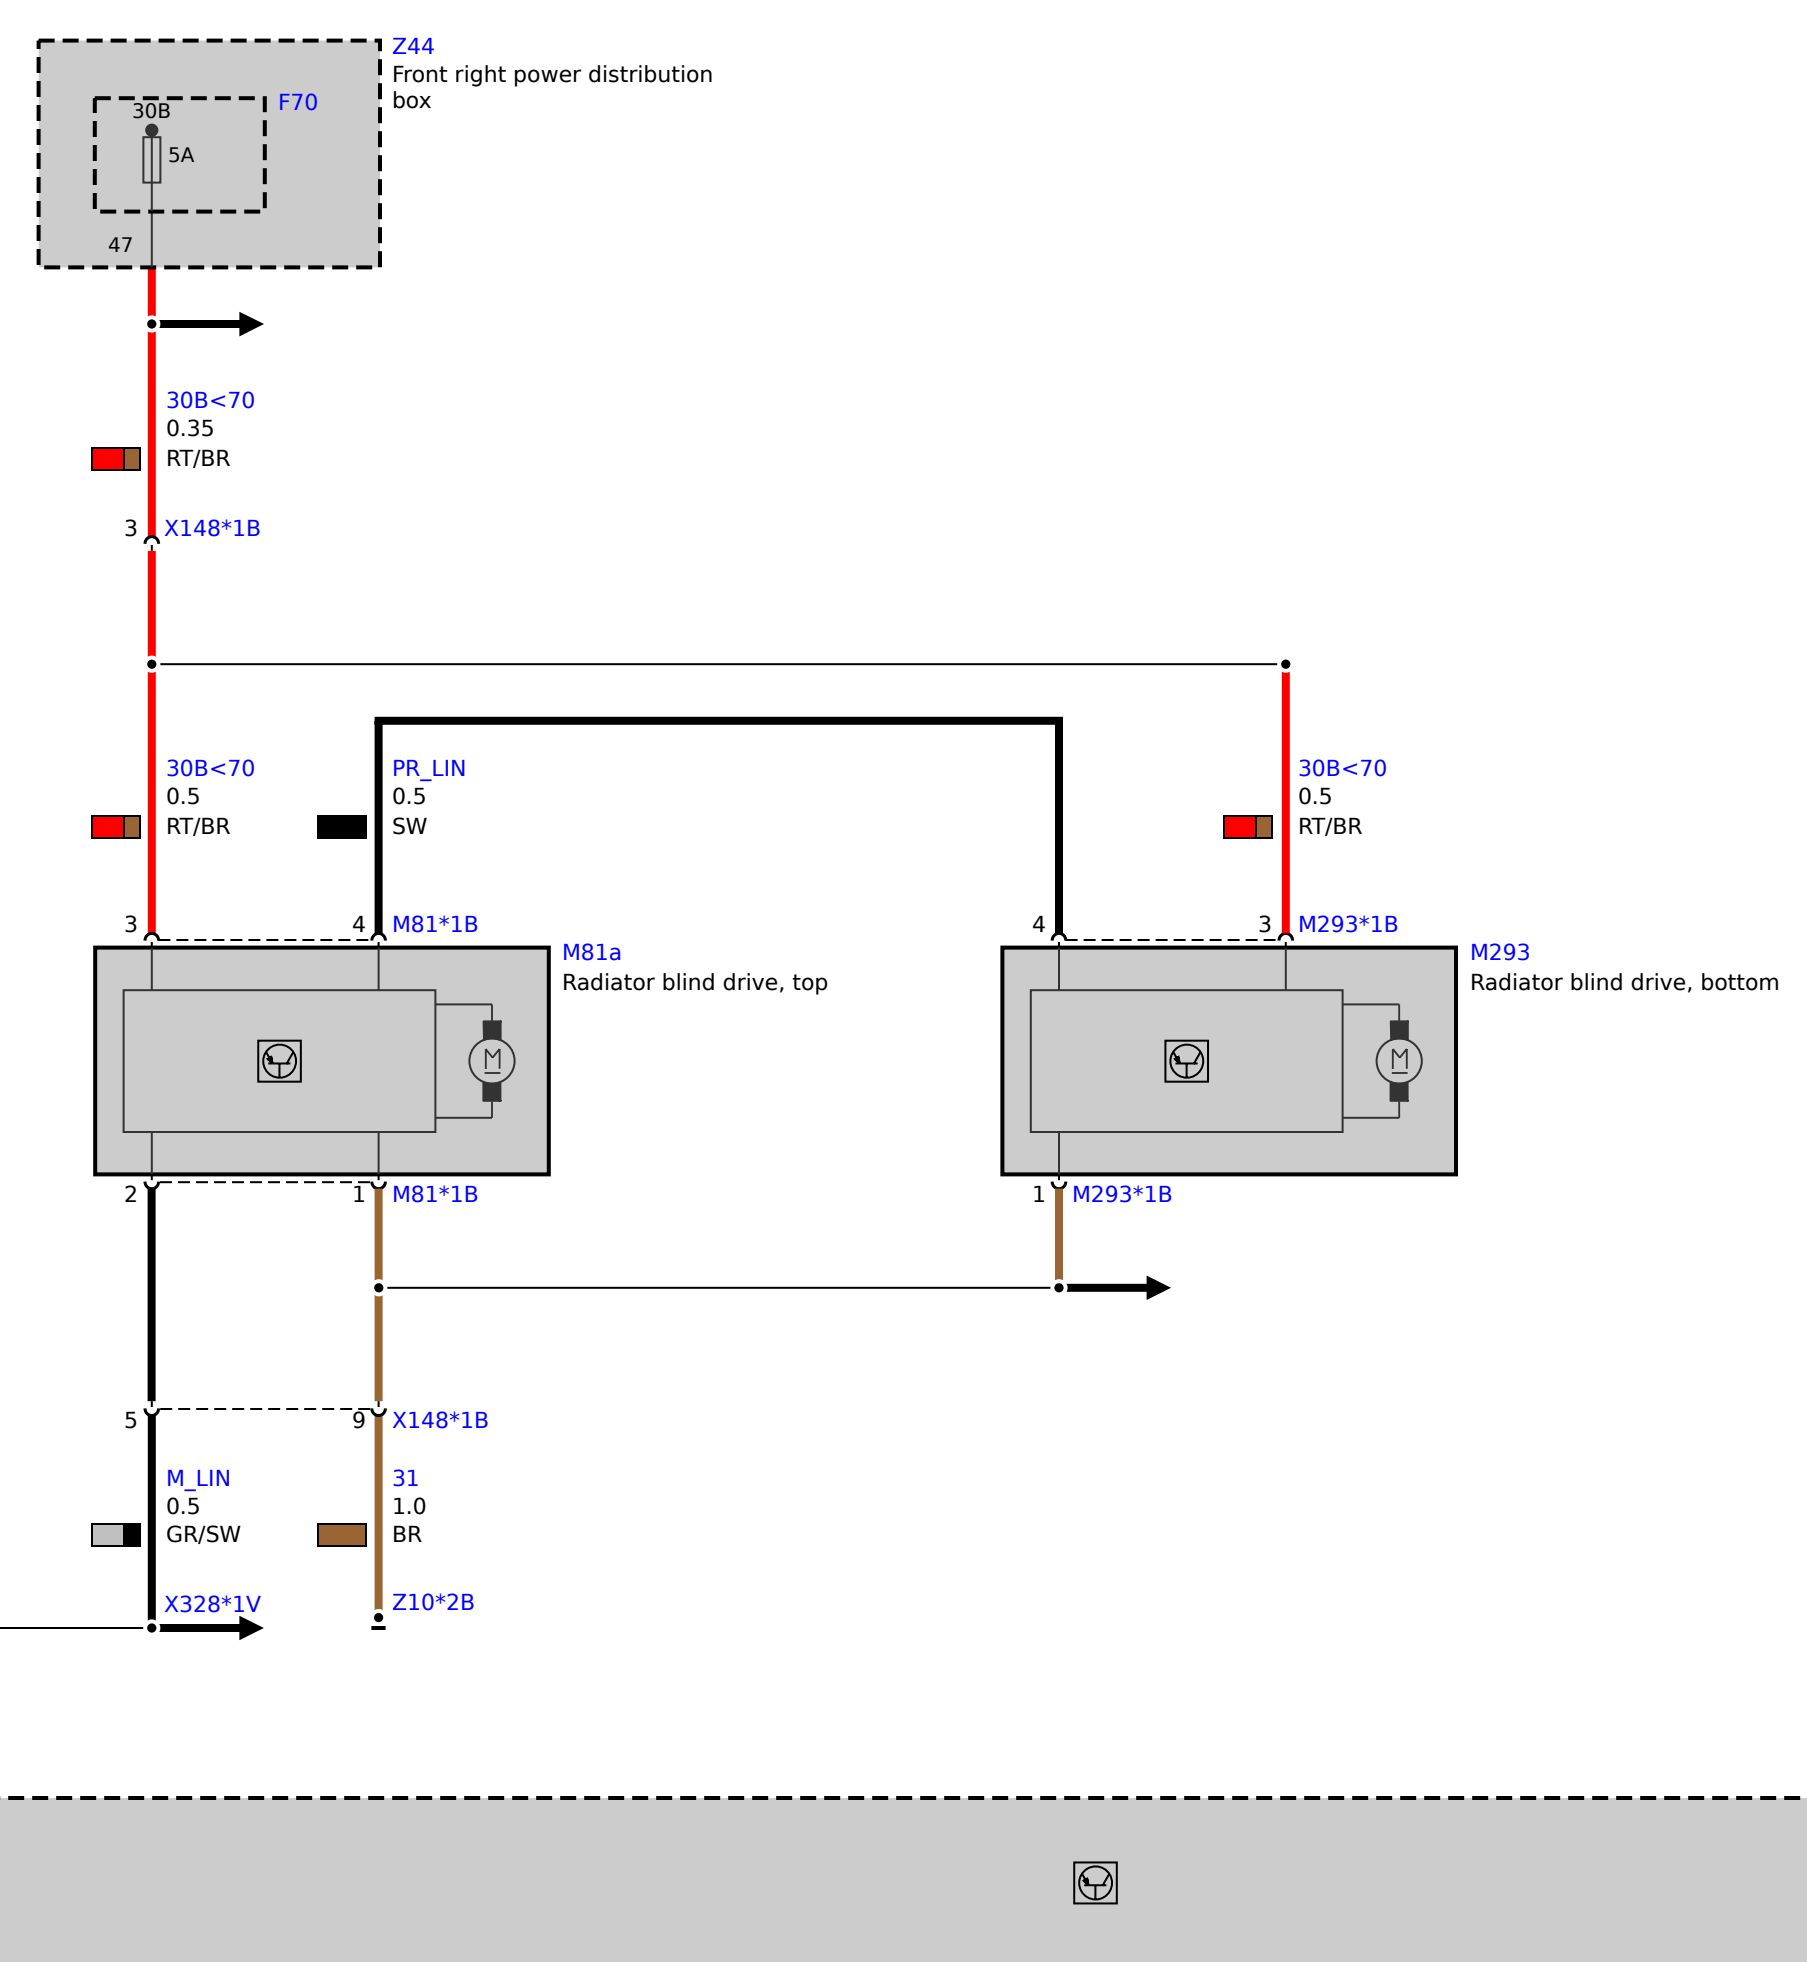 Z44
Front right power distribution
box
F70
30B
5A
47
30B<70
0.35
RT/BR
3 X148*1B
30B<70
0.5
RT/BR
PR_LIN
0.5
SW
30B<70
0.5
RT/BR
3 4 M81*1B
4 3 M293*1B
M81a
Radiator blind drive, top
M293
Radiator blind drive, bottom
M
M
2 1 M81*1B
1 M293*1B
5 9 X148*1B
M_LIN
0.5
GR/SW
31
1.0
BR
X328*1V
Z10*2B